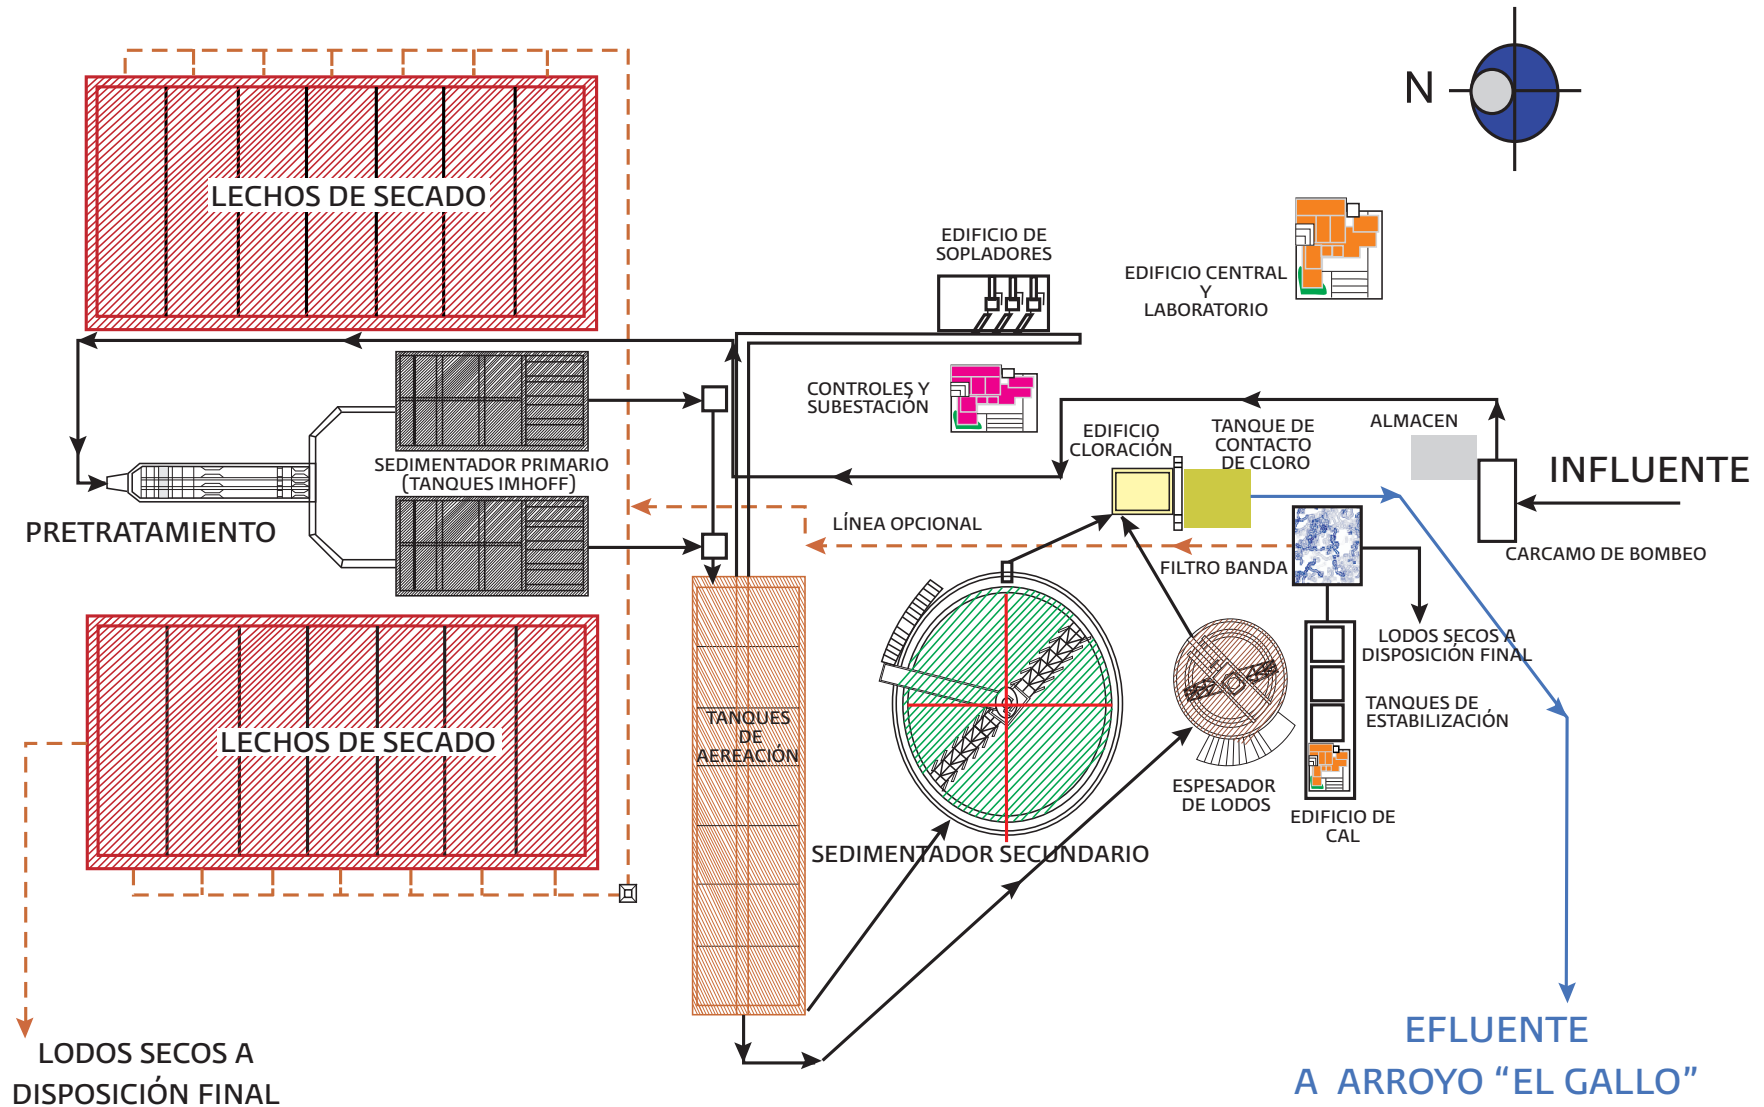 N
LECHOS DE SECADO
EDIFICIO DE
SOPLADORES
EDIFICIO CENTRAL
Y
LABORATORIO
CONTROLES Y
SUBESTACIÓN
EDIFICIO
CLORACIÓN
TANQUE DE
CONTACTO
DE CLORO
ALMACEN
INFLUENTE
SEDIMENTADOR PRIMARIO
(TANQUES IMHOFF)
PRETRATAMIENTO
LÍNEA OPCIONAL
FILTRO BANDA
CARCAMO DE BOMBEO
LODOS SECOS A
DISPOSICIÓN FINAL
TANQUES DE
ESTABILIZACIÓN
LECHOS DE SECADO
TANQUES
DE
AEREACIÓN
ESPESADOR
DE LODOS
EDIFICIO DE
CAL
SEDIMENTADOR SECUNDARIO
LODOS SECOS A
DISPOSICIÓN FINAL
EFLUENTE
A ARROYO “EL GALLO”